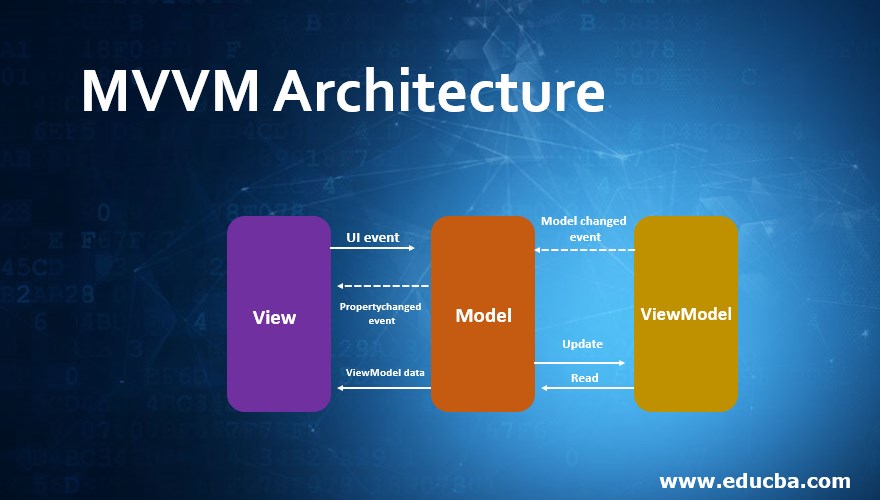 MVVM Architecture
UI event
Model changed
event
Propertychanged
event
View
Model
ViewModel
Update
ViewModel data
Read
www.educba.com